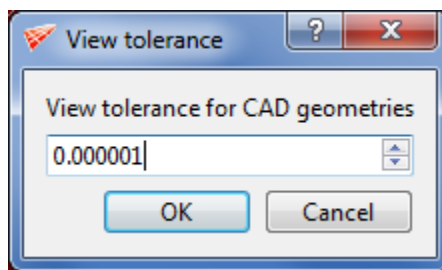 View tolerance
View tolerance for CAD geometries
0.000001
OK
Cancel